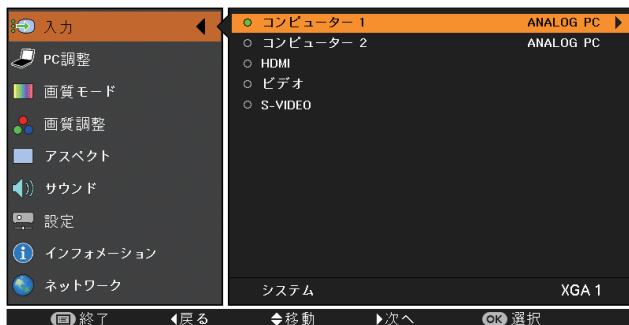 入力
PC調整
画質モード
画質調整
アスペクト
サウンド
設定
インフォメーション
ネットワーク
コンピューター 1 ANALOG PC
コンピューター 2 ANALOG PC
HDMI
ビデオ
S-VIDEO
システム XGA 1
終了 戻る 移動 次へ OK 選択